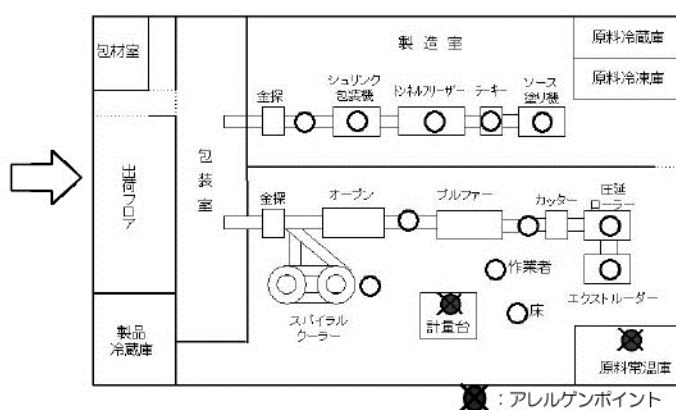 包材室
製造室
原料冷蔵庫
原料冷凍庫
金探
シュリンク
包装機
トンネルフリーザー
ラーキー
ソース
塗り機
包装室
出荷フロア
金探
オーブン
プルファー
カッター
圧延
ローラー
作業者
エクストルーダー
床
スパイラル
クーラー
計量台
製品
冷蔵庫
原料常温庫
：アレルゲンポイント